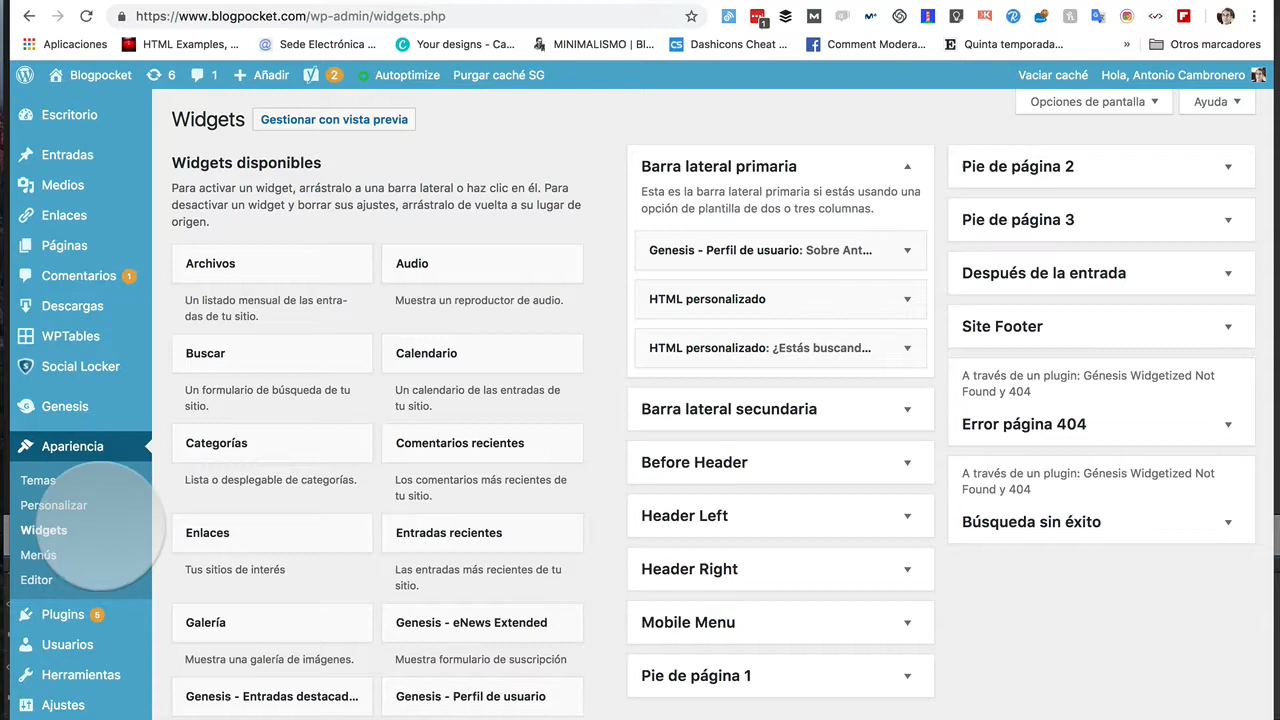 https://www.blogpocket.com/wp-admin/widgets.php
1
Aplicaciones
HTML Examples, ...
Sede Electrónica ...
Your designs - Ca...
MINIMALISMO | Bl...
Dashicons Cheat ...
Comment Modera...
Quinta temporada...
»
Otros marcadores
Blogpocket
6
1
Añadir
2
Autoptimize
Purgar caché SG
Vaciar caché
Hola, Antonio Cambronero
Opciones de pantalla
Ayuda
Escritorio
Entradas
Medios
Enlaces
Páginas
Comentarios 1
Descargas
WPTables
Social Locker
Genesis
Apariencia
Temas
Personalizar
Widgets
Menús
Editor
Plugins 5
Usuarios
Herramientas
Ajustes
Widgets
Gestionar con vista previa
Widgets disponibles
Para activar un widget, arrástralo a una barra lateral o haz clic en él. Para
desactivar un widget y borrar sus ajustes, arrástralo de vuelta a su lugar de
origen.
Archivos
Un listado mensual de las entra-
das de tu sitio.
Audio
Muestra un reproductor de audio.
Buscar
Un formulario de búsqueda de tu
sitio.
Calendario
Un calendario de las entradas de
tu sitio.
Categorías
Lista o desplegable de categorías.
Comentarios recientes
Los comentarios más recientes de
tu sitio.
Enlaces
Tus sitios de interés
Entradas recientes
Las entradas más recientes de tu
sitio.
Galería
Muestra una galería de imágenes.
Genesis - eNews Extended
Muestra formulario de suscripción
Genesis - Entradas destacad...
Genesis - Perfil de usuario
Barra lateral primaria
Esta es la barra lateral primaria si estás usando una
opción de plantilla de dos o tres columnas.
Genesis - Perfil de usuario: Sobre Ant...
HTML personalizado
HTML personalizado: ¿Estás buscand...
Barra lateral secundaria
Before Header
Header Left
Header Right
Mobile Menu
Pie de página 1
Pie de página 2
Pie de página 3
Después de la entrada
Site Footer
A través de un plugin: Génesis Widgetized Not
Found y 404
Error página 404
A través de un plugin: Génesis Widgetized Not
Found y 404
Búsqueda sin éxito